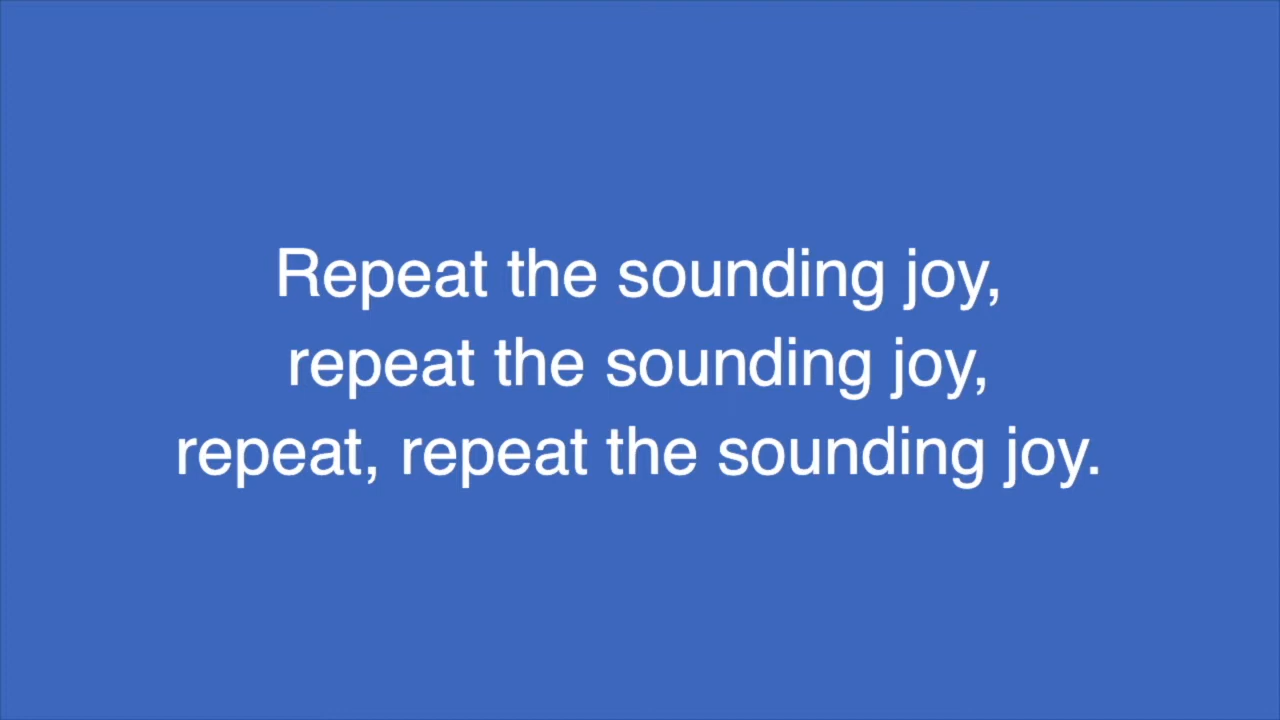 Repeat the sounding joy,
repeat the sounding joy,
repeat, repeat the sounding joy.